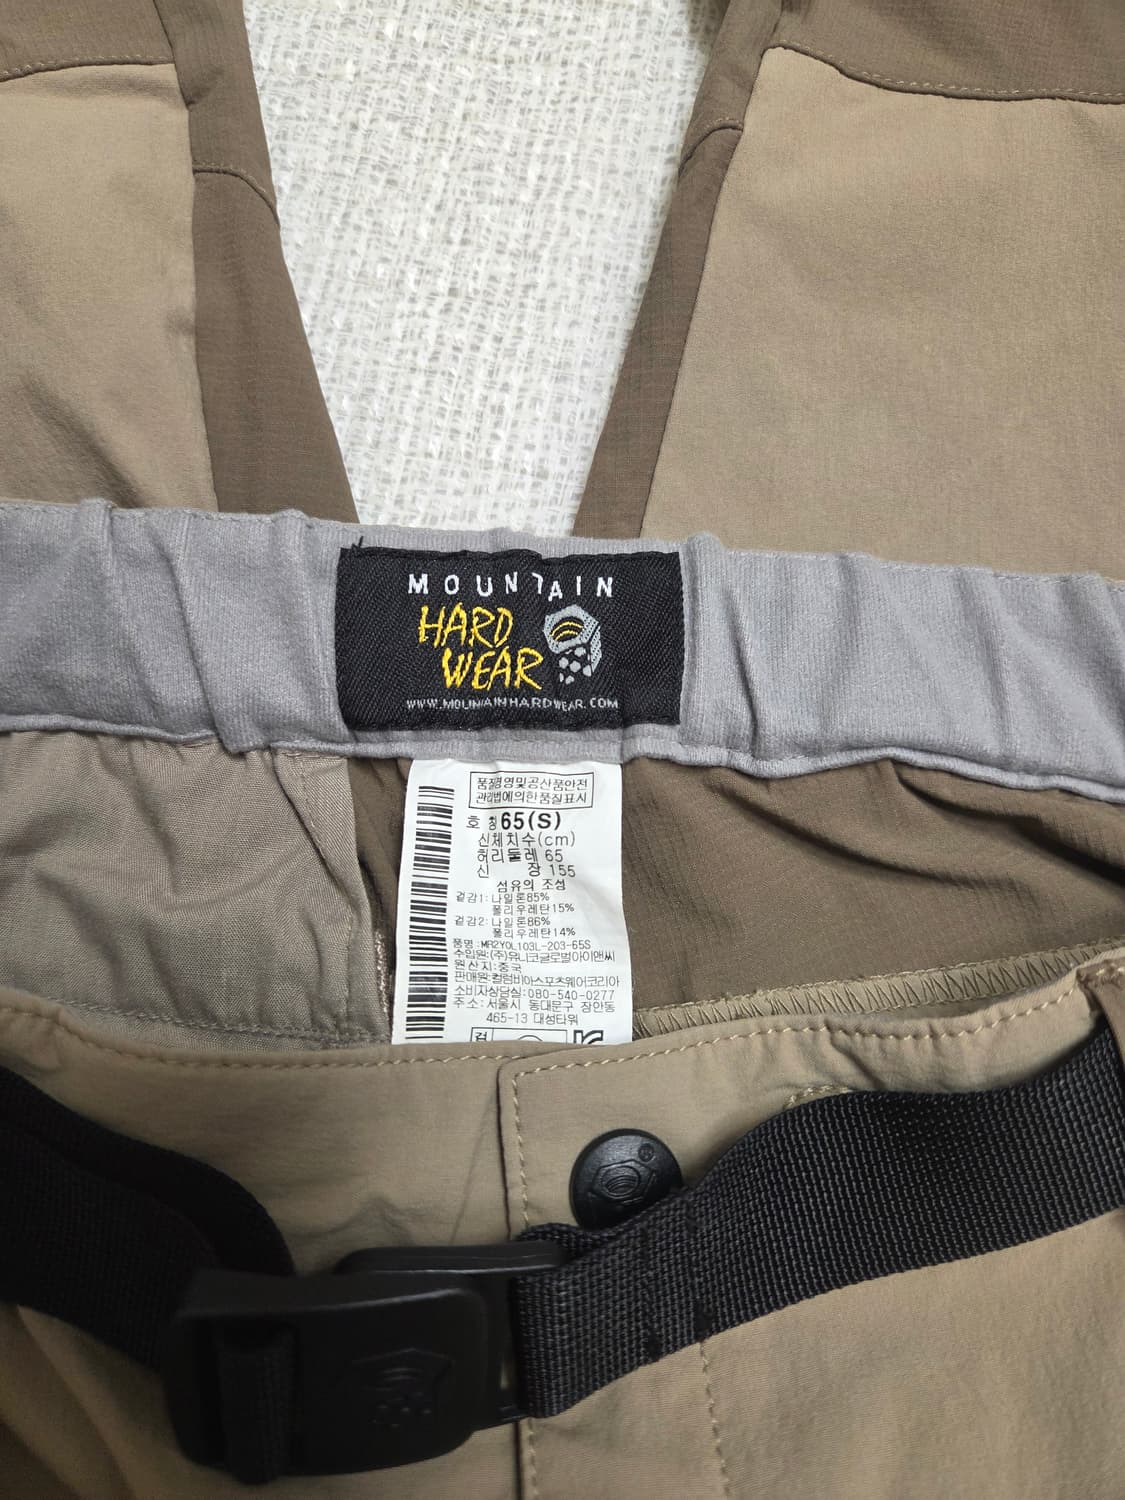 MOUNTAIN
HARD
WEAR
WWW.MOUNTAINHARDWEAR.COM
품질경영및공산품안전
관리법에의한품질표시
호 칭 65(S)
신체치수(cm)
허리둘레 65
신 장 155
섬유의 조성
겉감1: 나일론85%
폴리우레탄15%
겉감2: 나일론86%
폴리우레탄14%
품명: MR2YOL103L-203-65S
수입원:(주)유니코글로벌아이앤씨
원산지:중국
판매원:컬럼비아스포츠웨어코리아
소비자상담실:080-540-0277
주소: 서울시 동대문구 장안동
465-13 대성타워
®